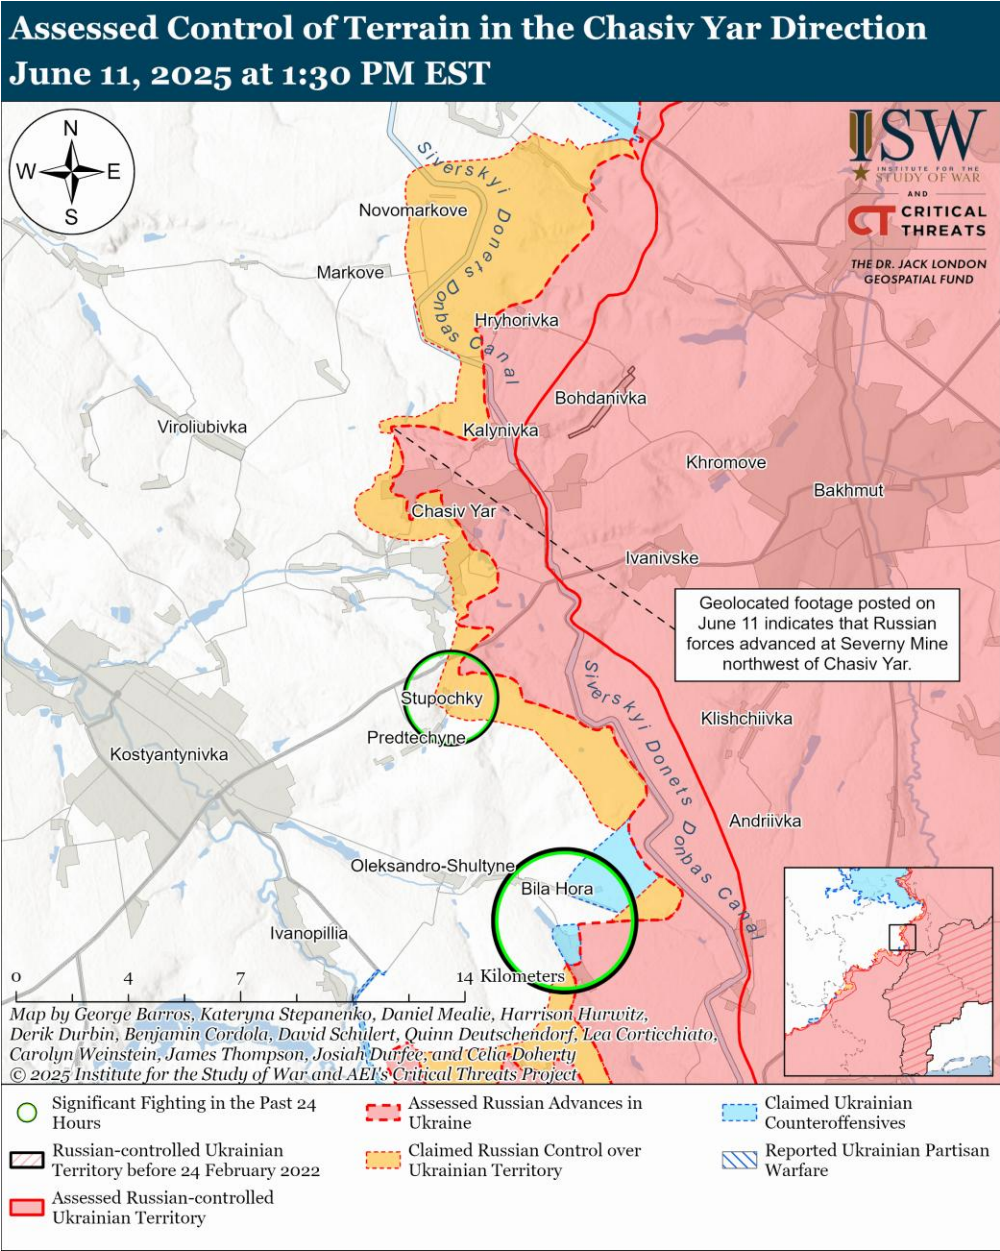 Assessed Control of Terrain in the Chasiv Yar Direction
June 11, 2025 at 1:30 PM EST
N
W
E
S
ISW
INSTITUTE FOR THE
STUDY OF WAR
AND
CT CRITICAL
THREATS
THE DR. JACK LONDON
GEOSPATIAL FUND
Siverskyi Donets Donbas Canal
Novomarkove
Markove
Hryhorivka
Bohdanivka
Viroliubivka
Kalynivka
Khromove
Bakhmut
Chasiv Yar
Ivanivske
Geolocated footage posted on
June 11 indicates that Russian
forces advanced at Severny Mine
northwest of Chasiv Yar.
Siverskyi Donets Donbas Canal
Stupochky
Klishchiivka
Predtechyne
Kostyantynivka
Andriivka
Oleksandro-Shultyne
Bila Hora
Ivanopillia
0 4 7 14 Kilometers
Map by George Barros, Kateryna Stepanenko, Daniel Mealie, Harrison Hurwitz,
Derik Durbin, Benjamin Cordola, David Schilert, Quinn Deutschendorf, Lea Corticchiato,
Carolyn Weinstein, James Thompson, Josiah Durfee, and Celia Doherty
© 2025 Institute for the Study of War and AEI's Critical Threats Project
Significant Fighting in the Past 24
Hours
Russian-controlled Ukrainian
Territory before 24 February 2022
Assessed Russian-controlled
Ukrainian Territory
Assessed Russian Advances in
Ukraine
Claimed Russian Control over
Ukrainian Territory
Claimed Ukrainian
Counteroffensives
Reported Ukrainian Partisan
Warfare